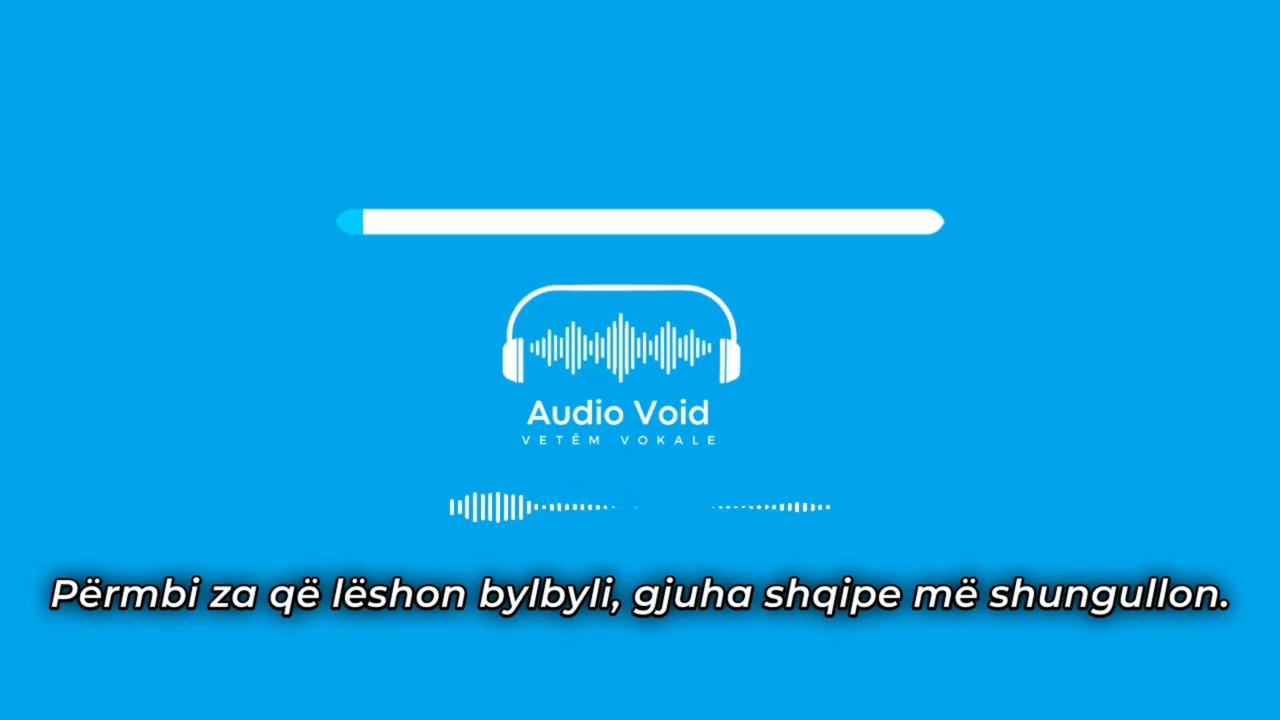 Audio Void
VETËM VOKALE
Përmbi za që lëshon bylbyli, gjuha shqipe më shungullon.